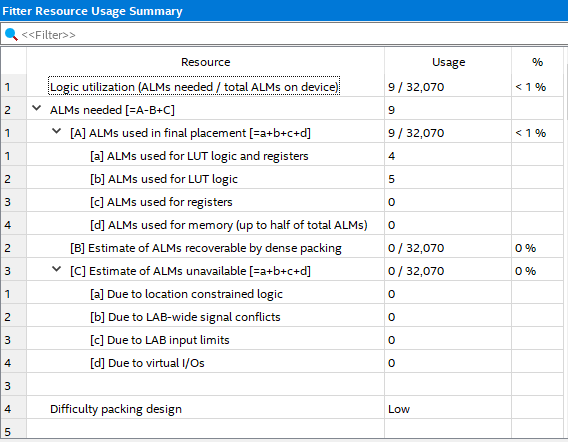 Fitter Resource Usage Summary
<<Filter>>
Resource Usage %
1 Logic utilization (ALMs needed / total ALMs on device) 9 / 32,070 < 1 %
2 ALMs needed [=A-B+C] 9
1 [A] ALMs used in final placement [=a+b+c+d] 9 / 32,070 < 1 %
1 [a] ALMs used for LUT logic and registers 4
2 [b] ALMs used for LUT logic 5
3 [c] ALMs used for registers 0
4 [d] ALMs used for memory (up to half of total ALMs) 0
2 [B] Estimate of ALMs recoverable by dense packing 0 / 32,070 0 %
3 [C] Estimate of ALMs unavailable [=a+b+c+d] 0 / 32,070 0 %
1 [a] Due to location constrained logic 0
2 [b] Due to LAB-wide signal conflicts 0
3 [c] Due to LAB input limits 0
4 [d] Due to virtual I/Os 0
3
4 Difficulty packing design Low
5